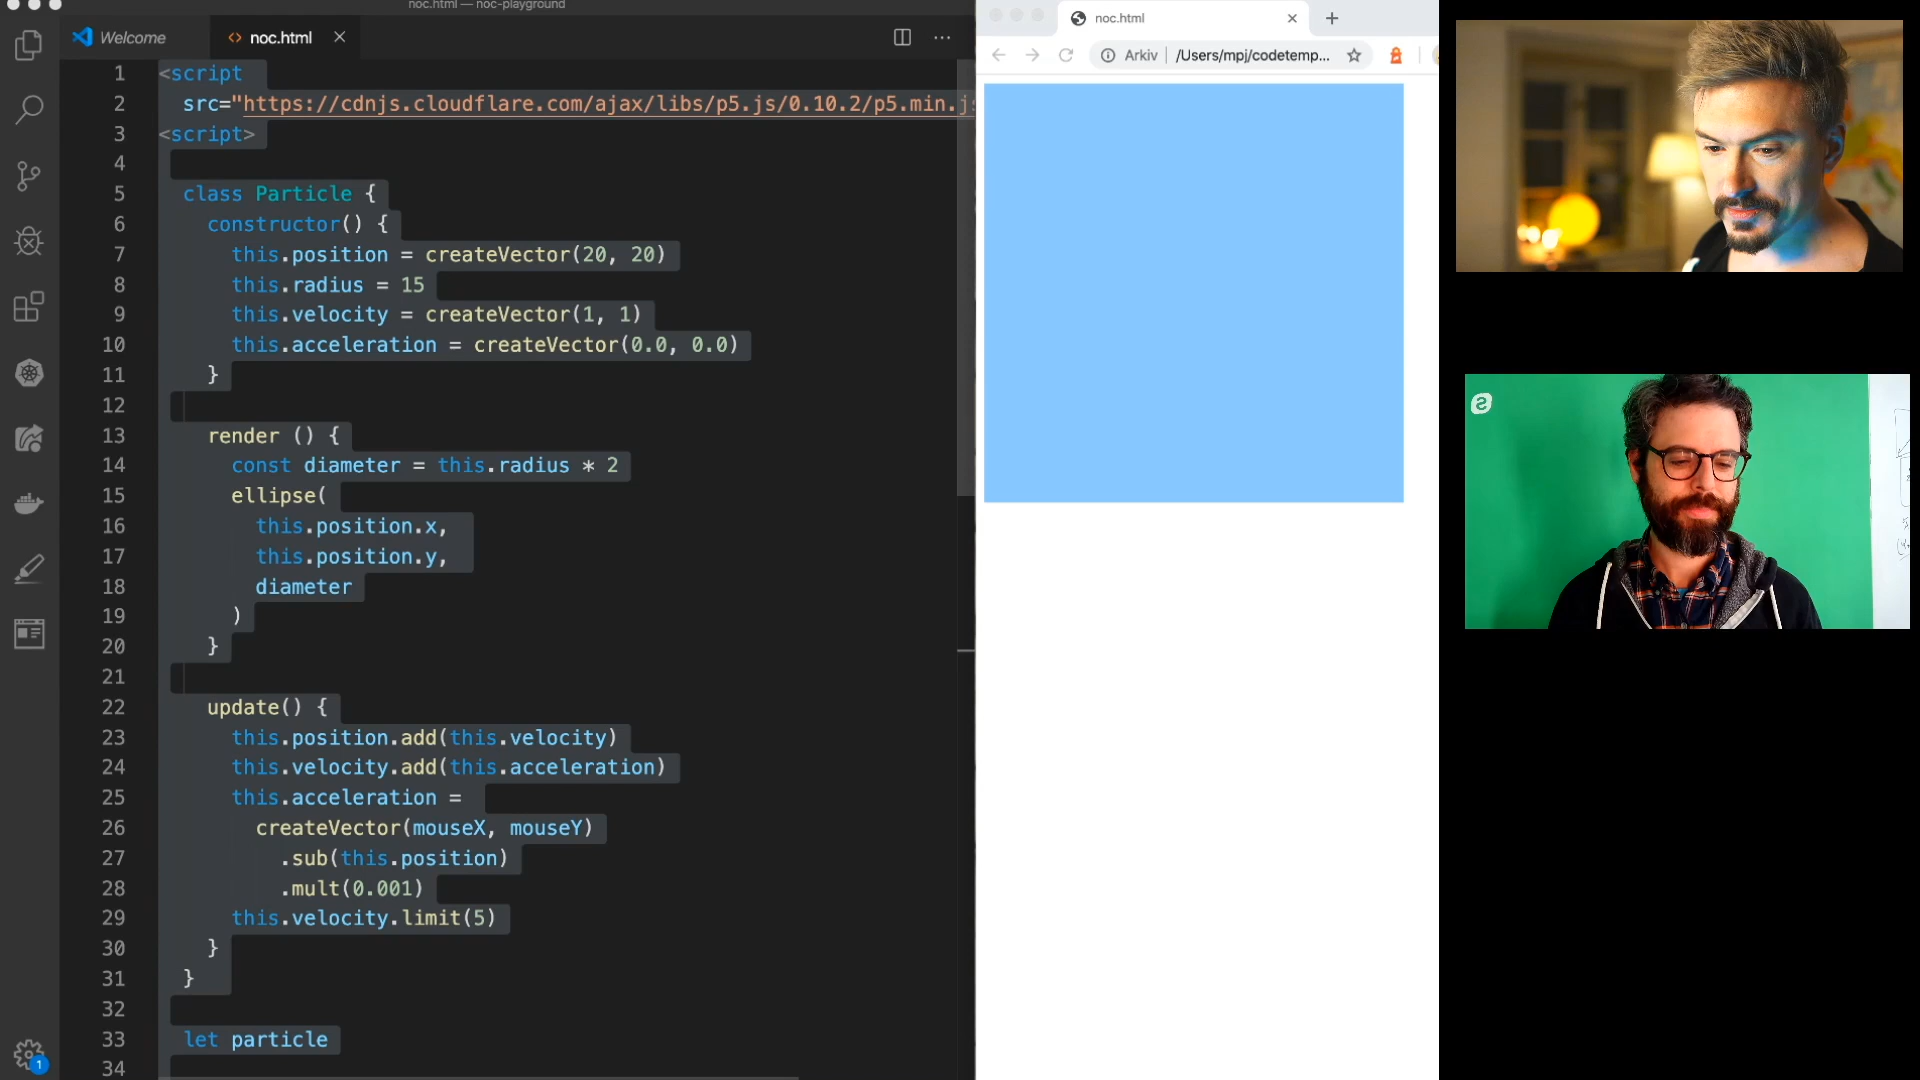 noc.html — noc-playground
Welcome
noc.html
1 <script
2 src="https://cdnjs.cloudflare.com/ajax/libs/p5.js/0.10.2/p5.min.js
3 <script>
4
5 class Particle {
6 constructor() {
7 this.position = createVector(20, 20)
8 this.radius = 15
9 this.velocity = createVector(1, 1)
10 this.acceleration = createVector(0.0, 0.0)
11 }
12
13 render () {
14 const diameter = this.radius * 2
15 ellipse(
16 this.position.x,
17 this.position.y,
18 diameter
19 )
20 }
21
22 update() {
23 this.position.add(this.velocity)
24 this.velocity.add(this.acceleration)
25 this.acceleration =
26 createVector(mouseX, mouseY)
27 .sub(this.position)
28 .mult(0.001)
29 this.velocity.limit(5)
30 }
31 }
32
33 let particle
34
1
noc.html
Arkiv | /Users/mpj/codetemp...